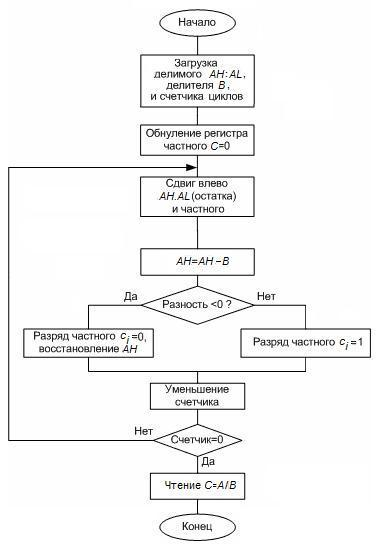 Начало
Загрузка
делимого AH:AL,
делителя B,
и счетчика циклов
Обнуление регистра
частного C=0
Сдвиг влево
AH.AL(остатка)
и частного
AH=AH–B
Разность <0 ?
Да
Нет
Разряд частного ci=0,
восстановление AH
Разряд частного ci=1
Уменьшение
счетчика
Нет
Счетчик=0
Да
Чтение C=A/B
Конец